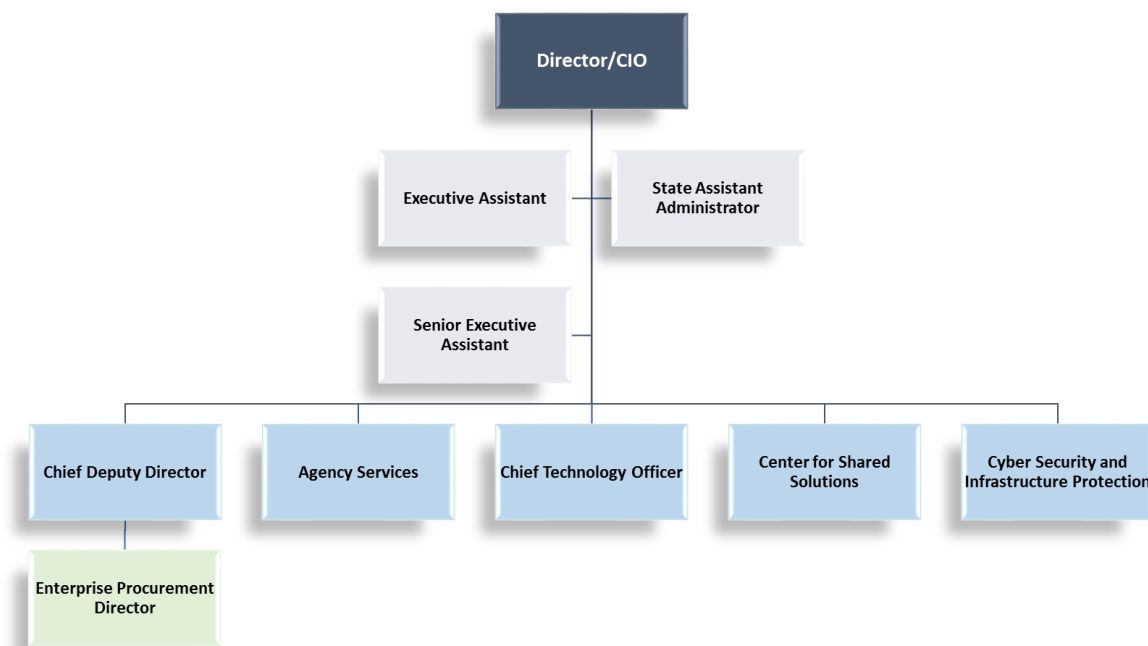 Director/CIO
Executive Assistant
State Assistant
Administrator
Senior Executive
Assistant
Chief Deputy Director
Agency Services
Chief Technology Officer
Center for Shared
Solutions
Cyber Security and
Infrastructure Protection
Enterprise Procurement
Director